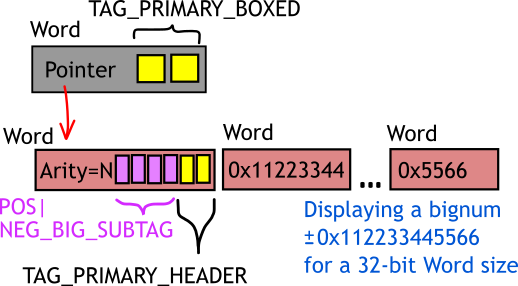 TAG_PRIMARY_BOXED
Word
Pointer
Word
Word
Word
Arity=N
0x11223344
...
0x5566
POS|
NEG_BIG_SUBTAG
Displaying a bignum
±0x112233445566
for a 32-bit Word size
TAG_PRIMARY_HEADER